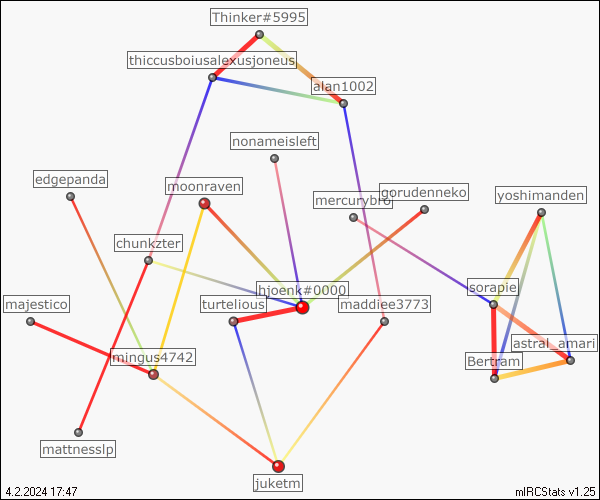 Thinker#5995
thiccusboiusalexusjoneus
alan1002
nonameisleft
edgepanda
moonraven
mercurybro
gorudenneko
yoshimanden
chunkzter
bjoenk#0000
sorapie
majestico
turtelious
maddiee3773
mingus4742
astral_amari
Bertram
mattnesslp
juketm
4.2.2024 17:47
mIRCStats v1.25